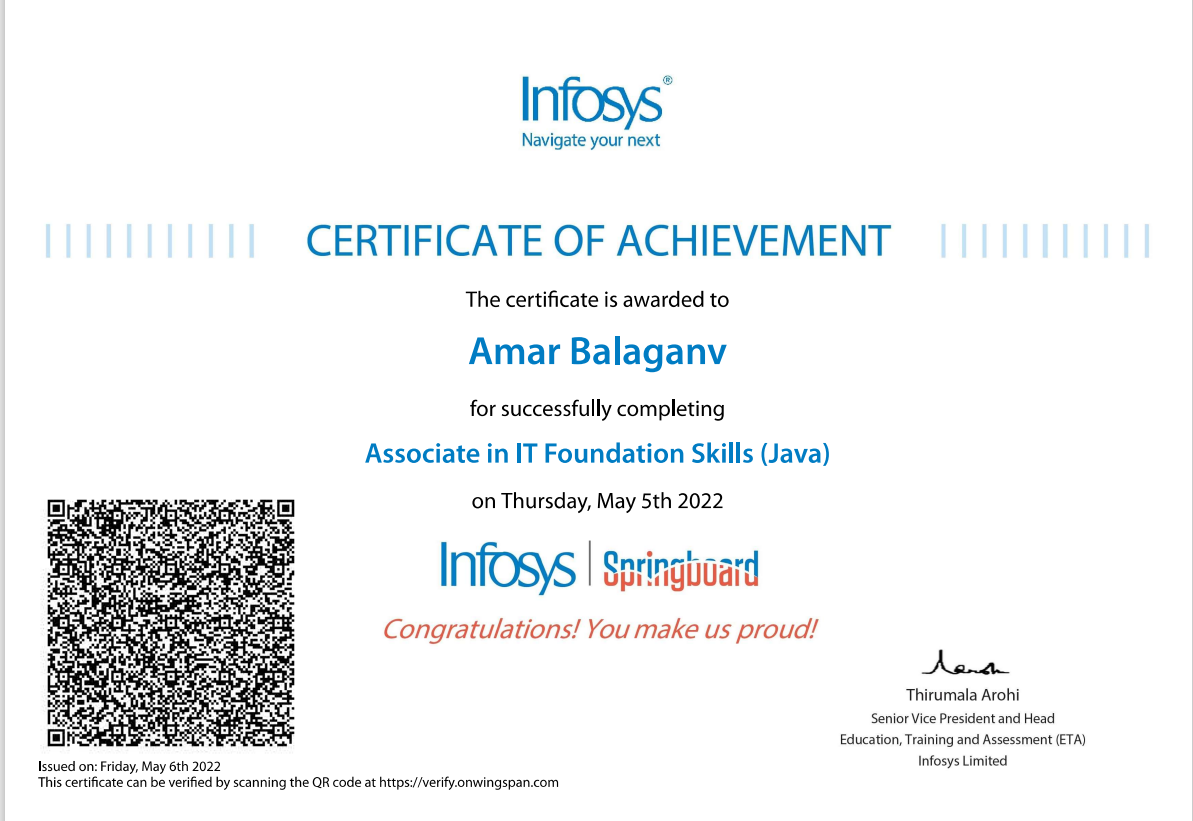 Infosys®
Navigate your next
CERTIFICATE OF ACHIEVEMENT
The certificate is awarded to
Amar Balaganv
for successfully completing
Associate in IT Foundation Skills (Java)
on Thursday, May 5th 2022
Infosys | Springboard
Congratulations! You make us proud!
Thirumala Arohi
Senior Vice President and Head
Education, Training and Assessment (ETA)
Infosys Limited
Issued on: Friday, May 6th 2022
This certificate can be verified by scanning the QR code at https://verify.onwingspan.com